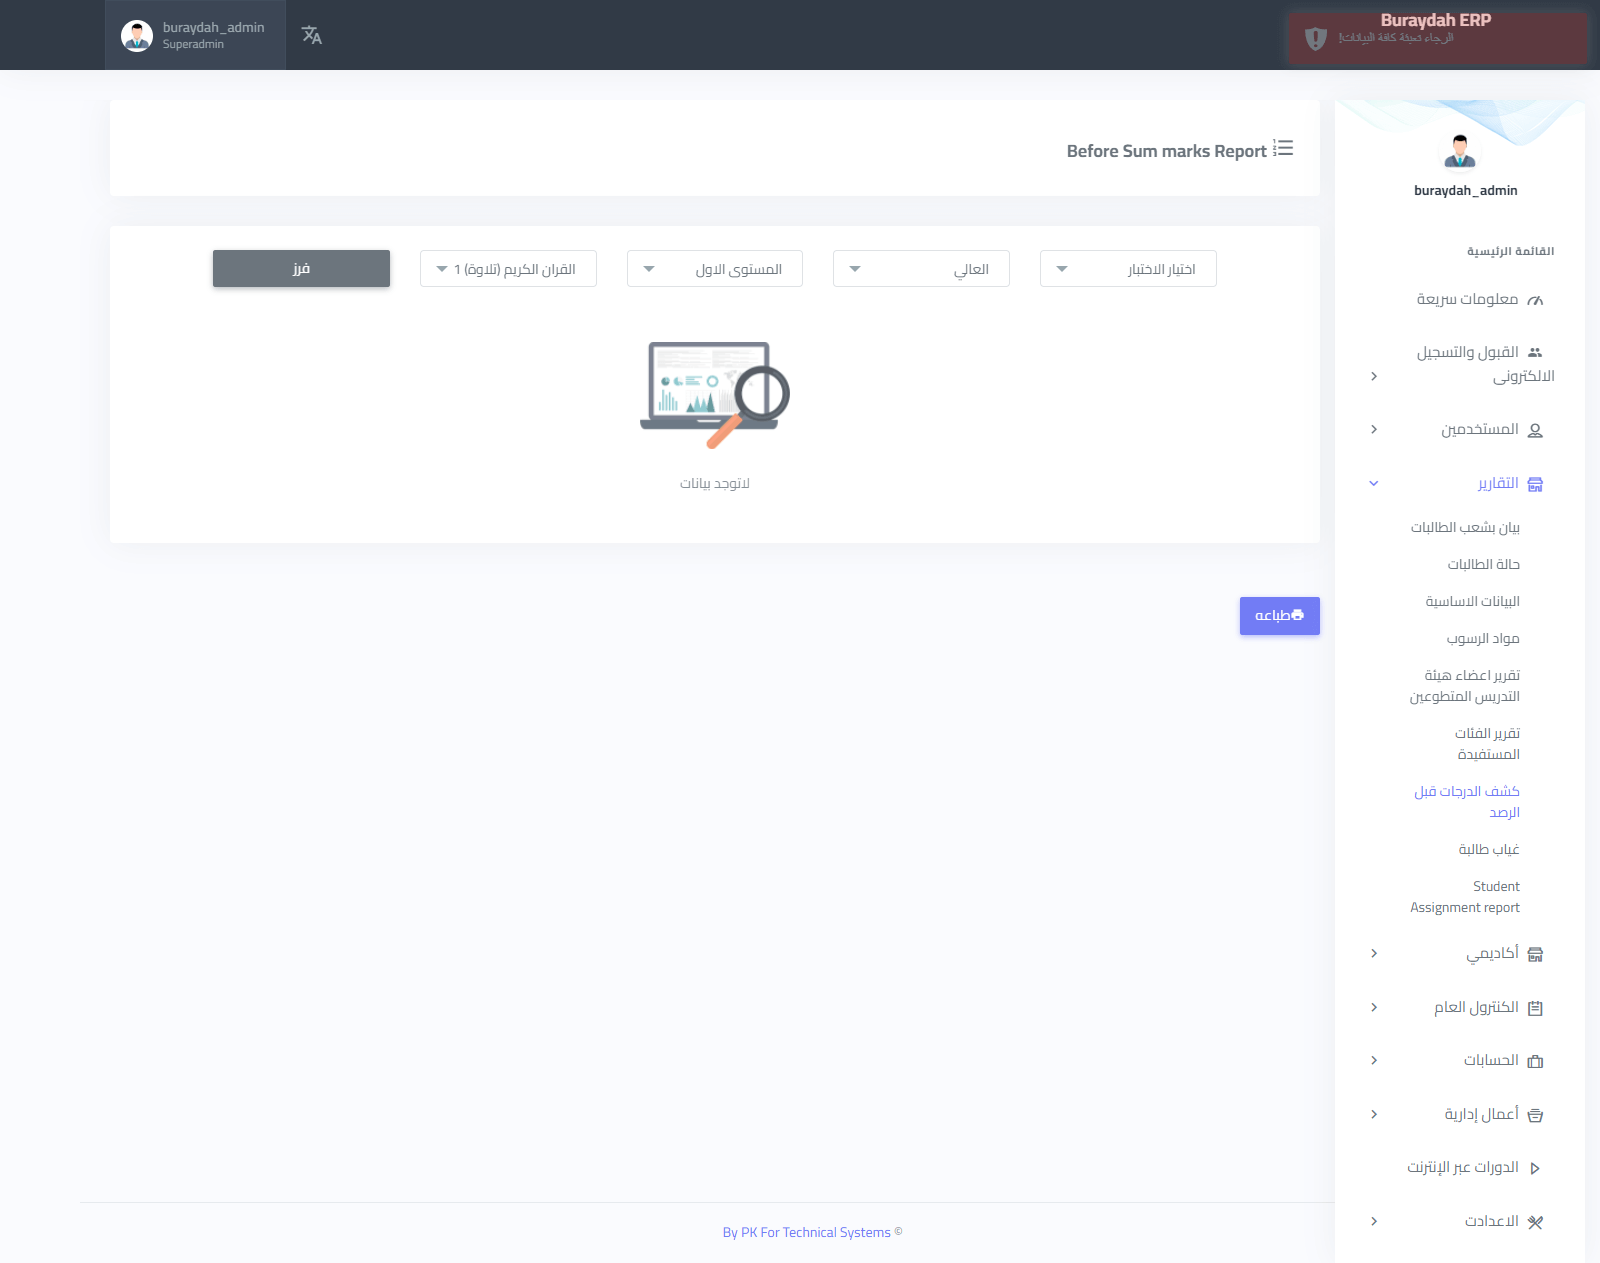 buraydah_admin
Superadmin
Buraydah ERP
الرجاء تعبئة كافة البيانات!
Before Sum marks Report
buraydah_admin
القائمة الرئيسية
معلومات سريعة
القبول والتسجيل
الالكترونى
المستخدمين
التقارير
بيان بشعب الطالبات
حالة الطالبات
البيانات الاساسية
مواد الرسوب
تقرير اعضاء هيئة
التدريس المتطوعين
تقرير الفئات
المستفيدة
كشف الدرجات قبل
الرصد
غياب طالبة
Student
Assignment report
أكاديمي
الكنترول العام
الحسابات
أعمال إدارية
الدورات عبر الإنترنت
الاعدادت
اختيار الاختبار
العالي
المستوى الاول
القران الكريم (تلاوة) 1
فرز
لاتوجد بيانات
طباعه
By PK For Technical Systems ©